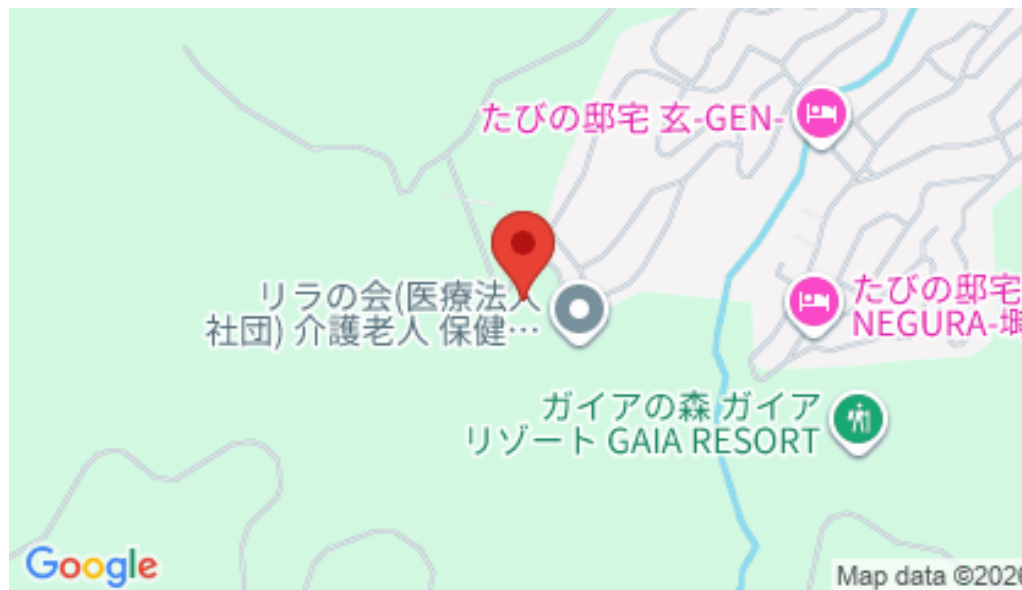 たびの邸宅 玄-GEN-
リラの会(医療法人
社団) 介護老人 保健…
たびの邸宅
NEGURA-塒
ガイアの森 ガイア
リゾート GAIA RESORT
Google
Map data ©2026